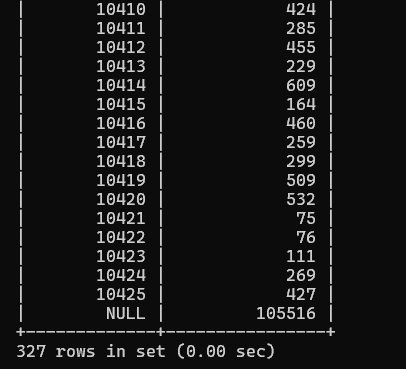 |       10410 |            424 |
|       10411 |            285 |
|       10412 |            455 |
|       10413 |            229 |
|       10414 |            609 |
|       10415 |            164 |
|       10416 |            460 |
|       10417 |            259 |
|       10418 |            299 |
|       10419 |            509 |
|       10420 |            532 |
|       10421 |             75 |
|       10422 |             76 |
|       10423 |            111 |
|       10424 |            269 |
|       10425 |            427 |
|        NULL |         105516 |
+-------------+----------------+
327 rows in set (0.00 sec)